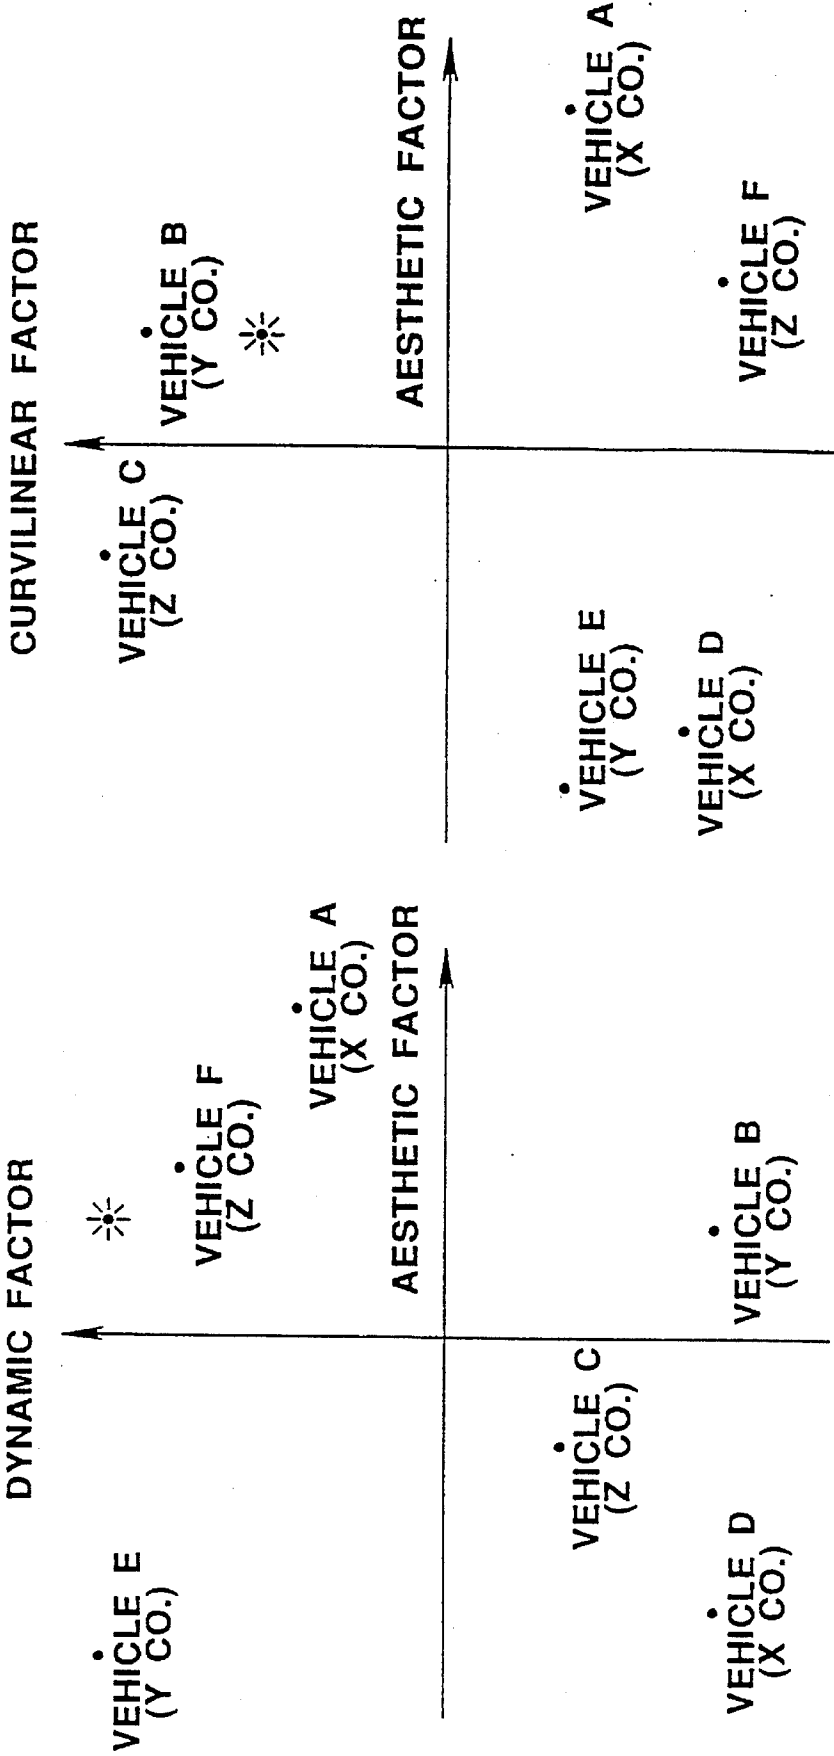 DYNAMIC FACTOR
VEHICLE E
(Y CO.)
VEHICLE F
(Z CO.)
VEHICLE A
(X CO.)
AESTHETIC FACTOR
VEHICLE C
(Z CO.)
VEHICLE D
(X CO.)
VEHICLE B
(Y CO.)
CURVILINEAR FACTOR
VEHICLE C
(Z CO.)
VEHICLE B
(Y CO.)
AESTHETIC FACTOR
VEHICLE E
(Y CO.)
VEHICLE A
(X CO.)
VEHICLE D
(X CO.)
VEHICLE F
(Z CO.)